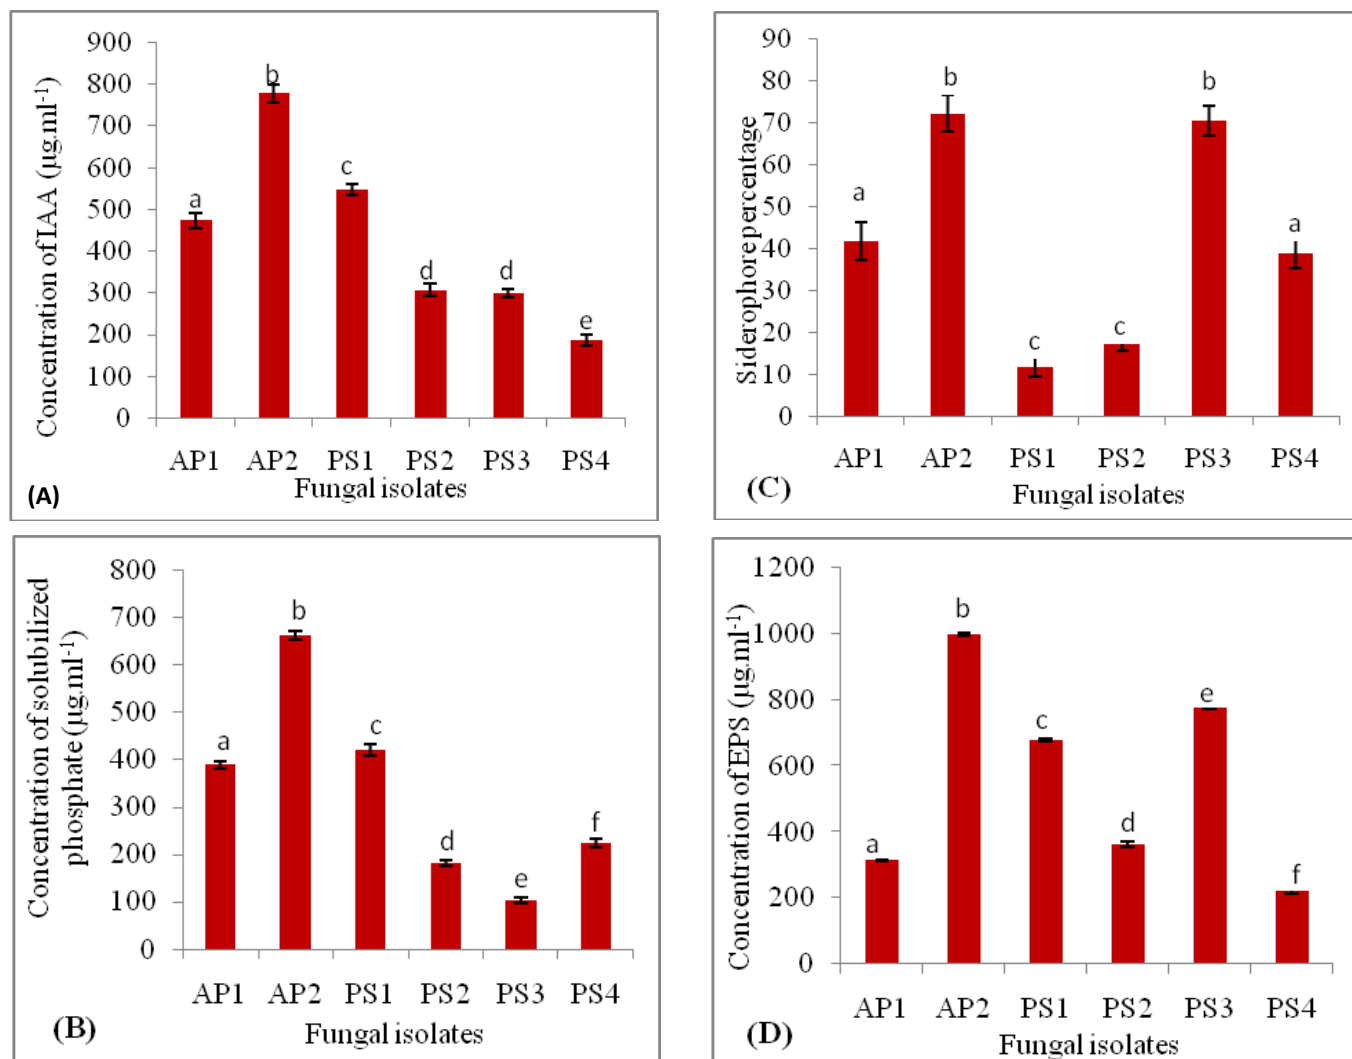 Concentration of IAA (µg.ml-1)
900
800
700
600
500
400
300
200
100
0
a
b
c
d
d
e
AP1 AP2 PS1 PS2 PS3 PS4
Fungal isolates
(A)
Siderophorepercentage
90
80
70
60
50
40
30
20
10
0
a
b
c
c
b
a
AP1 AP2 PS1 PS2 PS3 PS4
(C)
Fungal isolates
Concentration of solubilized
phosphate (µg.ml-1)
800
700
600
500
400
300
200
100
0
a
b
c
d
e
f
AP1 AP2 PS1 PS2 PS3 PS4
(B)
Fungal isolates
Concentration of EPS (µg.ml-1)
1200
1000
800
600
400
200
0
a
b
c
d
e
f
AP1 AP2 PS1 PS2 PS3 PS4
(D)
Fungal isolates